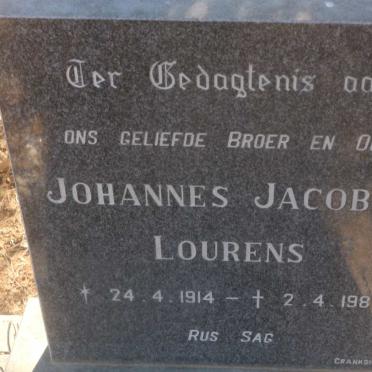 Ter Gedagtenis aa
ONS GELIEFDE BROER EN O
JOHANNES JACOB
LOURENS
* 24.4.1914 — † 2.4.198
RUS SAG